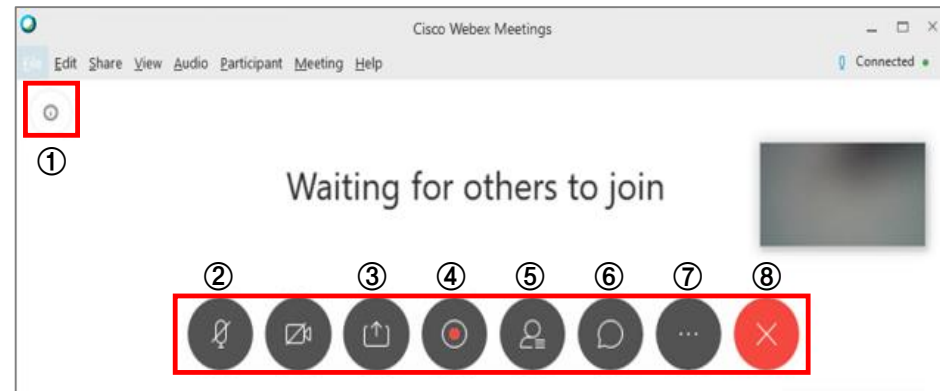 Cisco Webex Meetings
File Edit Share View Audio Participant Meeting Help
Connected
①
Waiting for others to join
② ③ ④ ⑤ ⑥ ⑦ ⑧